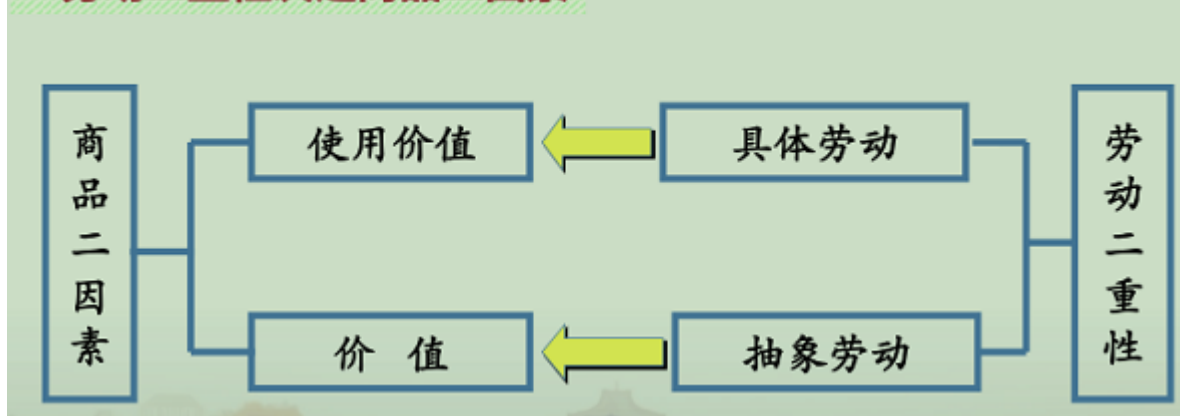 商品二因素
使用价值
具体劳动
劳动二重性
价 值
抽象劳动